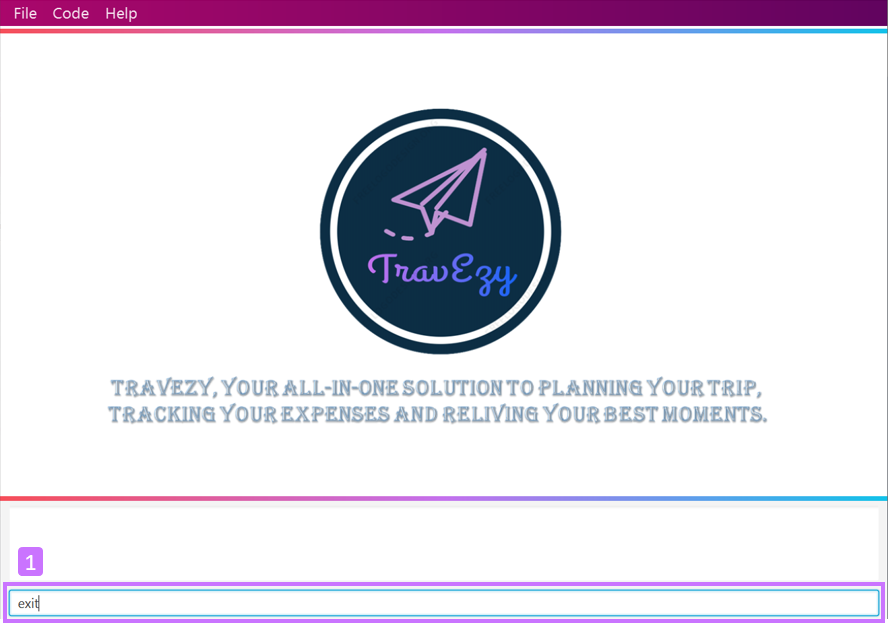 File Code Help
TravEzy
TRAVEZY, YOUR ALL-IN-ONE SOLUTION TO PLANNING YOUR TRIP,
TRACKING YOUR EXPENSES AND RELIVING YOUR BEST MOMENTS.
1
exit